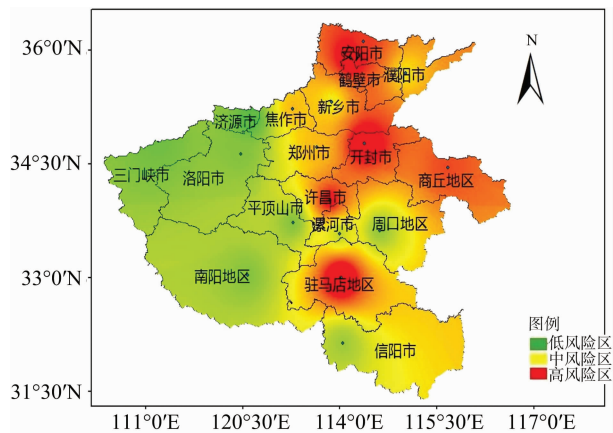 N
36°0′N
安阳市
鹤壁市 濮阳市
新乡市
济源市 焦作市
34°30′N
郑州市 开封市
三门峡市 洛阳市 商丘地区
许昌市
平顶山市 周口地区
漯河市
33°0′N
南阳地区 驻马店地区
图例
低风险区
信阳市
中风险区
高风险区
31°30′N
111°0′E 120°30′E 114°0′E 115°30′E 117°0′E